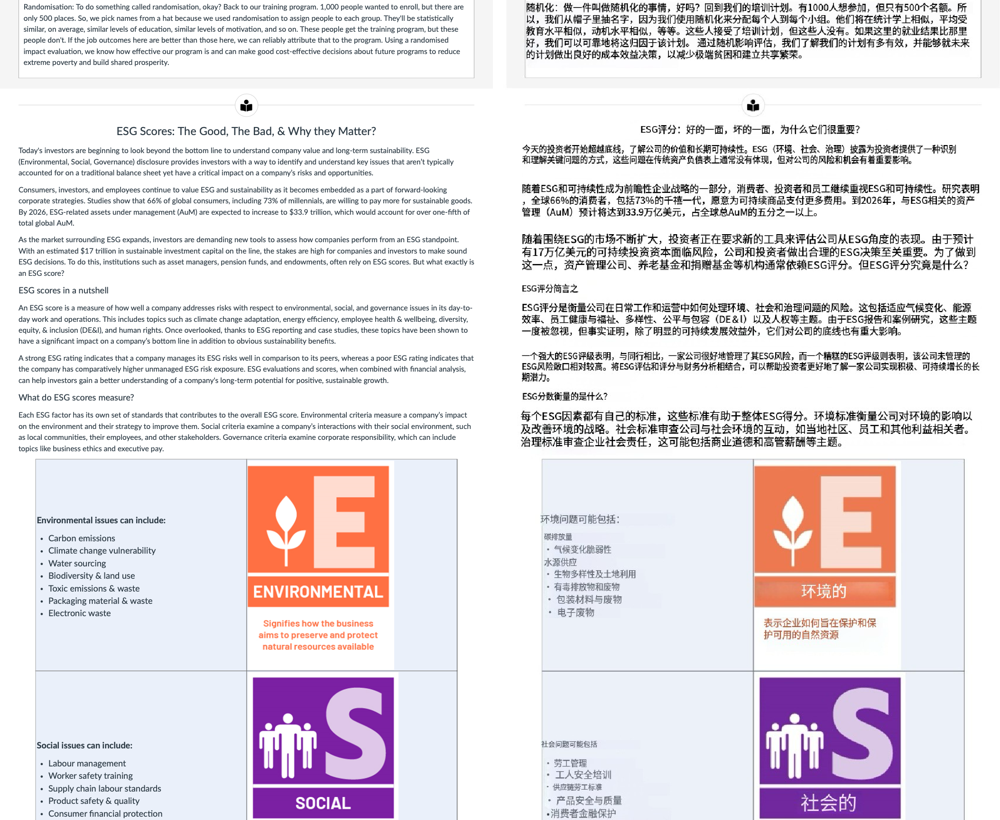 Randomisation: To do something called randomisation, okay? Back to our training program. 1,000 people wanted to enroll, but there are
only 500 places. So, we pick names from a hat because we used randomisation to assign people to each group. They'll be statistically
similar, on average, similar levels of education, similar levels of motivation, and so on. These people get the training program, but these
people don't. If the job outcomes here are better than those here, we can reliably attribute that to the program. Using a randomised
impact evaluation, we know how effective our program is and can make good cost-effective decisions about future programs to reduce
extreme poverty and build shared prosperity.
ESG Scores: The Good, The Bad, & Why they Matter?
Today's investors are beginning to look beyond the bottom line to understand company value and long-term sustainability. ESG
(Environmental, Social, Governance) disclosure provides investors with a way to identify and understand key issues that aren't typically
accounted for on a traditional balance sheet yet have a critical impact on a company's risks and opportunities.
Consumers, investors, and employees continue to value ESG and sustainability as it becomes embedded as a part of forward-looking
corporate strategies. Studies show that 66% of global consumers, including 73% of millennials, are willing to pay more for sustainable goods.
By 2026, ESG-related assets under management (AuM) are expected to increase to $33.9 trillion, which would account for over one-fifth of
total global AuM.
As the market surrounding ESG expands, investors are demanding new tools to assess how companies perform from an ESG standpoint.
With an estimated $17 trillion in sustainable investment capital on the line, the stakes are high for companies and investors to make sound
ESG decisions. To do this, institutions such as asset managers, pension funds, and endowments, often rely on ESG scores. But what exactly is
an ESG score?
ESG scores in a nutshell
An ESG score is a measure of how well a company addresses risks with respect to environmental, social, and governance issues in its day-to-
day work and operations. This includes topics such as climate change adaptation, energy efficiency, employee health & wellbeing, diversity,
equity, & inclusion (DE&I), and human rights. Once overlooked, thanks to ESG reporting and case studies, these topics have been shown to
have a significant impact on a company's bottom line in addition to obvious sustainability benefits.
A strong ESG rating indicates that a company manages its ESG risks well in comparison to its peers, whereas a poor ESG rating indicates that
the company has comparatively higher unmanaged ESG risk exposure. ESG evaluations and scores, when combined with financial analysis,
can help investors gain a better understanding of a company's long-term potential for positive, sustainable growth.
What do ESG scores measure?
Each ESG factor has its own set of standards that contributes to the overall ESG score. Environmental criteria measure a company's impact
on the environment and their strategy to improve them. Social criteria examine a company's interactions with their social environment, such
as local communities, their employees, and other stakeholders. Governance criteria examine corporate responsibility, which can include
topics like business ethics and executive pay.
Environmental issues can include:
• Carbon emissions
• Climate change vulnerability
• Water sourcing
• Biodiversity & land use
• Toxic emissions & waste
• Packaging material & waste
• Electronic waste
E
ENVIRONMENTAL
Signifies how the business
aims to preserve and protect
natural resources available
Social issues can include:
• Labour management
• Worker safety training
• Supply chain labour standards
• Product safety & quality
• Consumer financial protection
S
SOCIAL
随机化：做一件叫做随机化的事情，好吗？回到我们的培训计划。有1000人想参加，但只有500个名额。所
以，我们从帽子里抽名字，因为我们使用随机化来分配每个人到每个小组。他们将在统计学上相似，平均受
教育水平相似，动机水平相似，等等。这些人接受了培训计划，但这些人没有。如果这里的就业结果比那里
好，我们可以可靠地将这归因于该计划。 通过随机影响评估，我们了解我们的计划有多有效，并能够就未来
的计划做出良好的成本效益决策，以减少极端贫困和建立共享繁荣。
ESG评分：好的一面，坏的一面，为什么它们很重要？
今天的投资者开始超越底线，了解公司的价值和长期可持续性。ESG（环境、社会、治理）披露为投资者提供了一种识别
和理解关键问题的方式，这些问题在传统资产负债表上通常没有体现，但对公司的风险和机会有着重要影响。
随着ESG和可持续性成为前瞻性企业战略的一部分，消费者、投资者和员工继续重视ESG和可持续性。研究表明
，全球66%的消费者，包括73%的千禧一代，愿意为可持续商品支付更多费用。到2026年，与ESG相关的资产
管理（AuM）预计将达到33.9万亿美元，占全球总AuM的五分之一以上。
随着围绕ESG的市场不断扩大，投资者正在要求新的工具来评估公司从ESG角度的表现。由于预计
有17万亿美元的可持续投资资本面临风险，公司和投资者做出合理的ESG决策至关重要。为了做到
这一点，资产管理公司、养老基金和捐赠基金等机构通常依赖ESG评分。但ESG评分究竟是什么？
ESG评分简言之
ESG评分是衡量公司在日常工作和运营中如何处理环境、社会和治理问题的风险。这包括适应气候变化、能源
效率、员工健康与福祉、多样性、公平与包容（DE&I）以及人权等主题。由于ESG报告和案例研究，这些主题
一度被忽视，但事实证明，除了明显的可持续发展效益外，它们对公司的底线也有重大影响。
一个强大的ESG评级表明，与同行相比，一家公司很好地管理了其ESG风险，而一个糟糕的ESG评级则表明，该公司未管理的
ESG风险敞口相对较高。将ESG评估和评分与财务分析相结合，可以帮助投资者更好地了解一家公司实现积极、可持续增长的长
期潜力。
ESG分数衡量的是什么？
每个ESG因素都有自己的标准，这些标准有助于整体ESG得分。环境标准衡量公司对环境的影响以
及改善环境的战略。社会标准审查公司与社会环境的互动，如当地社区、员工和其他利益相关者。
治理标准审查企业社会责任，这可能包括商业道德和高管薪酬等主题。
环境问题可能包括：
碳排放量
• 气候变化脆弱性
水源供应
• 生物多样性及土地利用
• 有毒排放物和废物
• 包装材料与废物
• 电子废物
E
环境的
表示企业如何旨在保护和保
护可用的自然资源
社会问题可能包括
• 劳工管理
• 工人安全培训
• 供应链劳工标准
• 产品安全与质量
•消费者金融保护
S
社会的